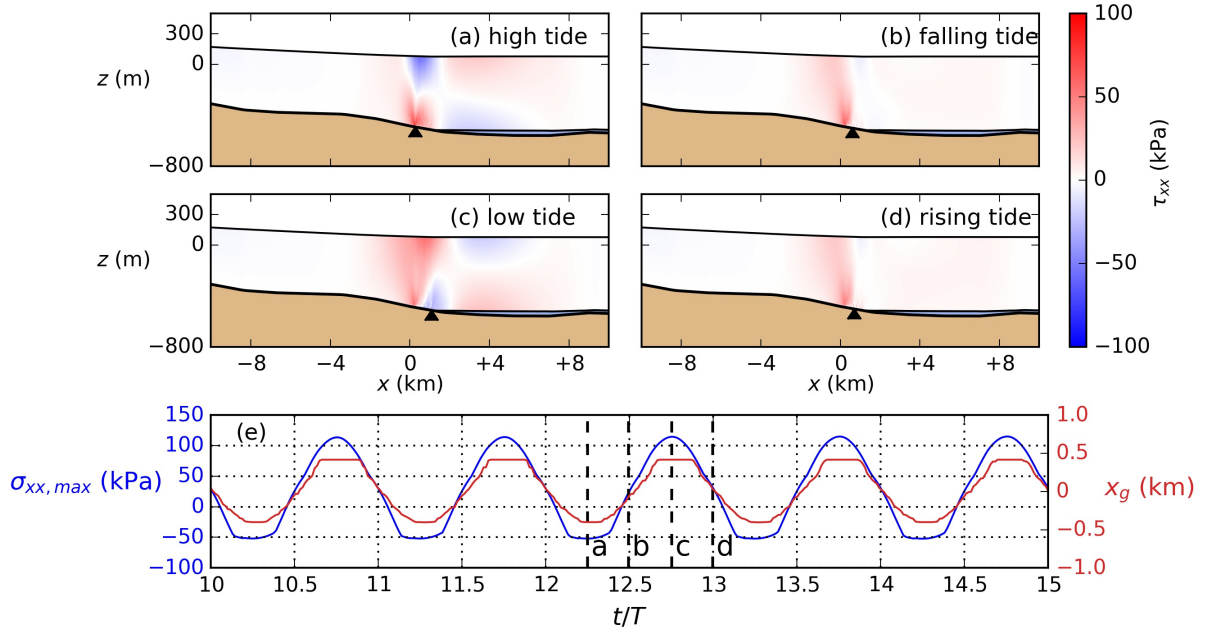 (a) high tide
(b) falling tide
300
0
−800
z (m)
100
50
0
−50
−100
τxx (kPa)
(c) low tide
(d) rising tide
300
0
−800
z (m)
−8 −4 0 +4 +8
−8 −4 0 +4 +8
x (km)
x (km)
(e)
150
100
50
0
−50
−100
σxx, max (kPa)
1.0
0.5
0
−0.5
−1.0
xg (km)
a b c d
10 10.5 11 11.5 12 12.5 13 13.5 14 14.5 15
t/T